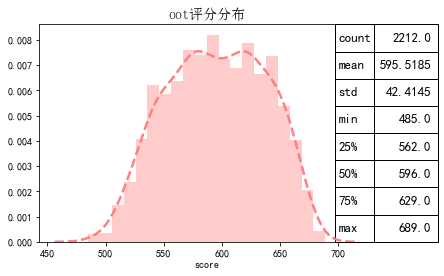 oot评分分布
0.008
0.007
0.006
0.005
0.004
0.003
0.002
0.001
0.000
450 500 550 600 650 700
score
count 2212.0
mean 595.5185
std 42.4145
min 485.0
25% 562.0
50% 596.0
75% 629.0
max 689.0